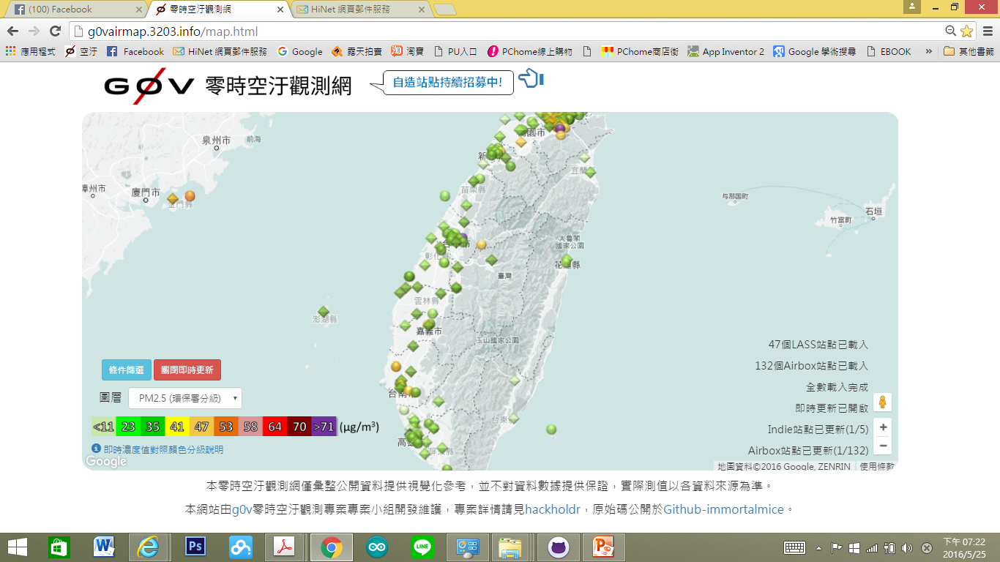 (100) Facebook
零時空汙觀測網
HiNet 網頁郵件服務
g0vairmap.3203.info/map.html
應用程式
空汙
Facebook
HiNet 網頁郵件服務
Google
露天拍賣
淘寶
PU入口
PChome線上購物
PChome商店街
App Inventor 2
Google 學術搜尋
EBOOK
»
其他書籤
G0V 零時空汙觀測網
自造站點持續招募中!
泉州市
前海
漳州市
廈門市
金門縣
桃園市
宜蘭縣
苗栗縣
与那国町
竹富町
石垣
太魯閣
國家公園
台中市
彰化縣
花蓮縣
臺灣
雲林縣
澎湖縣
嘉義市
玉山國家公園
47個LASS站點已載入
132個Airbox站點已載入
全數載入完成
即時更新已開啟
Indie站點已更新(1/5)
Airbox站點已更新(1/132)
條件篩選
關閉即時更新
圖層
PM2.5 (環保署分級)
<11 23 35 41 47 53 58 64 70 >71 (μg/m³)
即時濃度值對照顏色分級說明
台南市
台東縣
屏東縣
Google
+
−
地圖資料©2016 Google, ZENRIN
使用條款
本零時空汙觀測網僅彙整公開資料提供視覺化參考，並不對資料數據提供保證，實際測值以各資料來源為準。
本網站由g0v零時空汙觀測專案專案小組開發維護，專案詳情請見hackholdr，原始碼公開於Github-immortalmice。
Ps
LINE
下午 07:22
2016/5/25